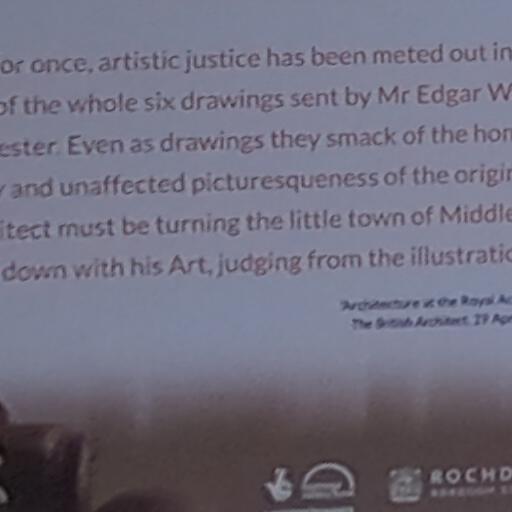 or once, artistic justice has been meted out in
of the whole six drawings sent by Mr Edgar W
ester. Even as drawings they smack of the hon
y and unaffected picturesqueness of the origin
itect must be turning the little town of Middle
down with his Art, judging from the illustratio
'Architecture at the Royal Ac
The British Architect, 19 Apr
ROCHD